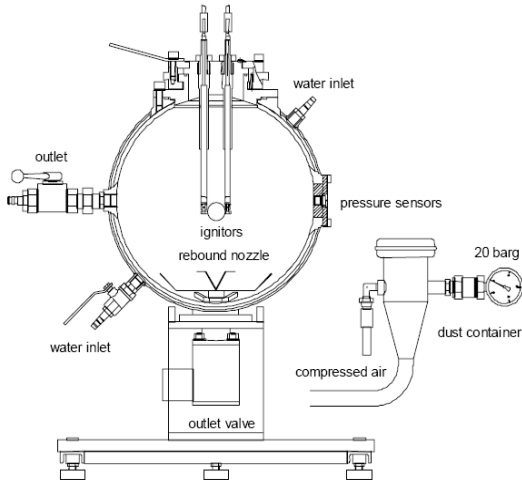 water inlet
outlet
pressure sensors
ignitors
rebound nozzle
20 barg
dust container
water inlet
compressed air
outlet valve